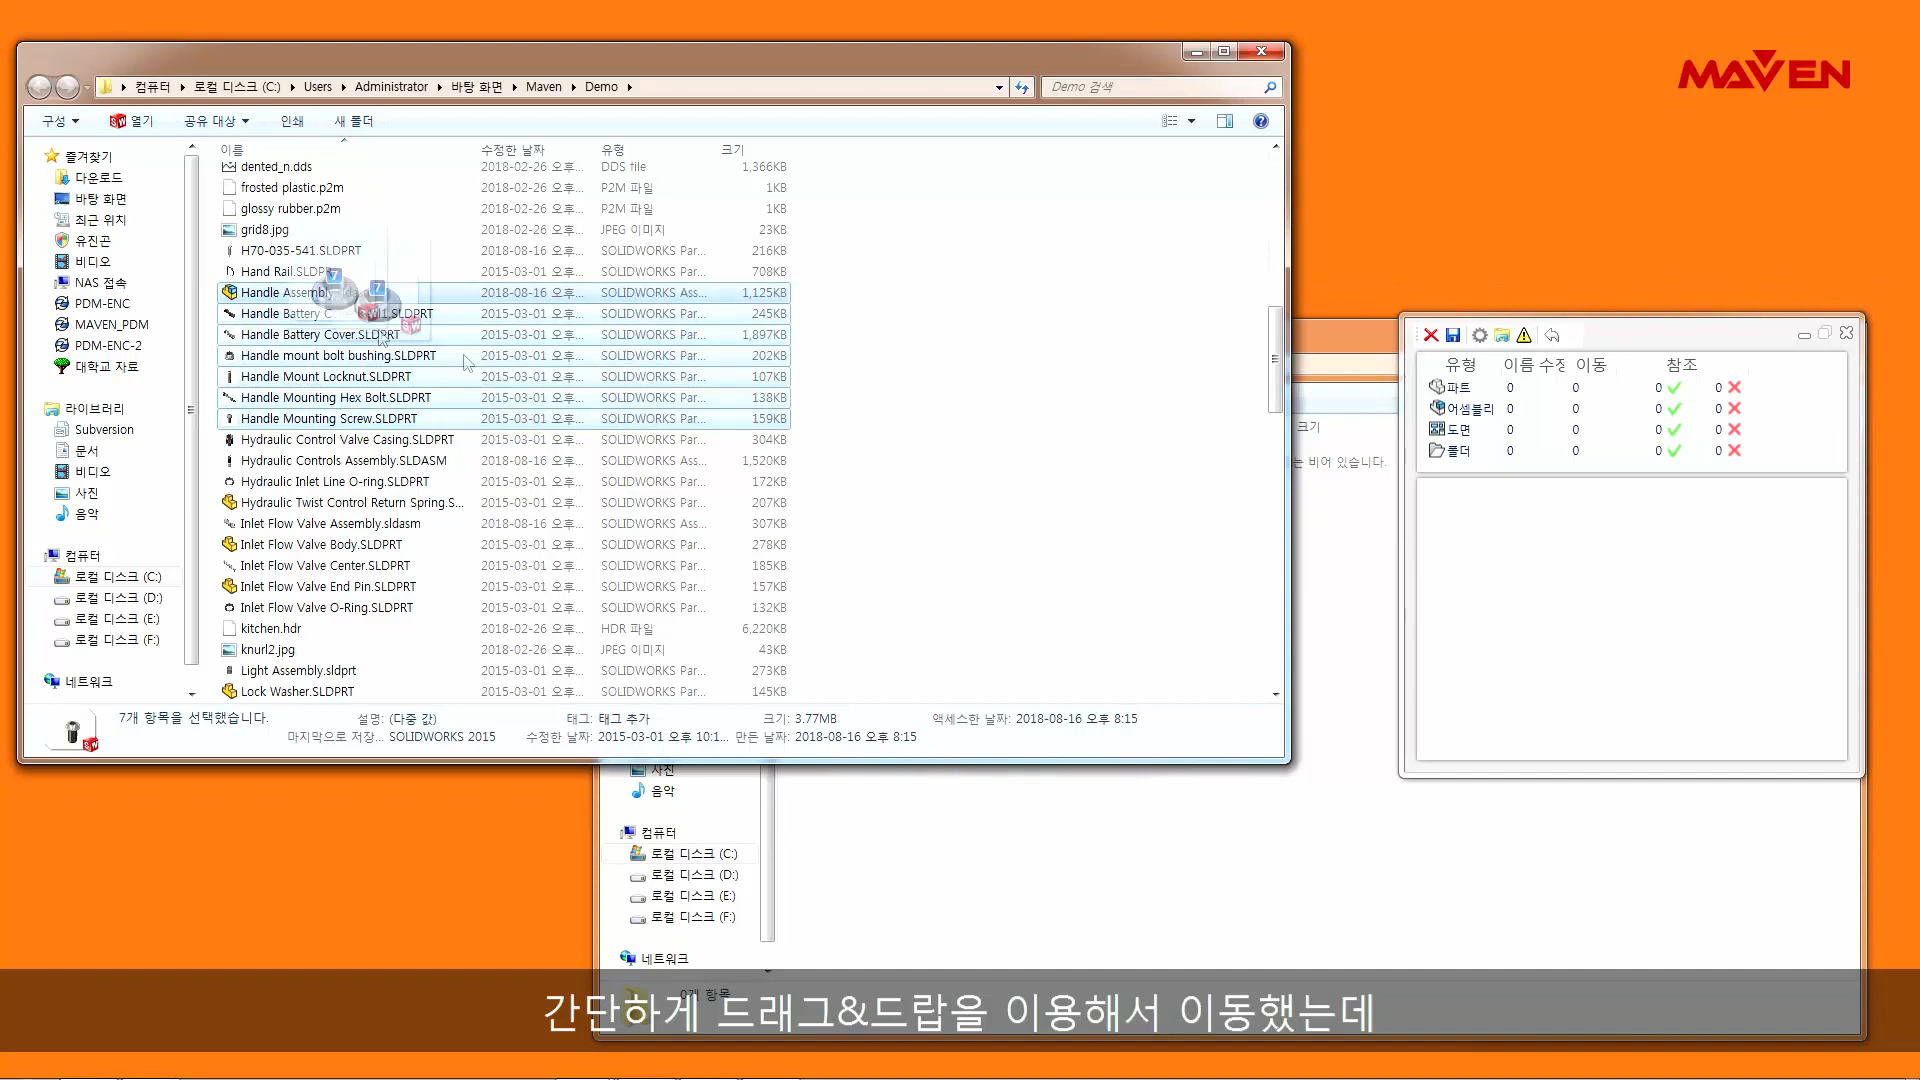 MAVEN
컴퓨터 로컬 디스크 (C:) Users Administrator 바탕 화면 Maven Demo
Demo 검색
구성 열기 공유 대상 인쇄 새 폴더
즐겨찾기
다운로드
바탕 화면
최근 위치
유진곤
비디오
NAS 접속
PDM-ENC
MAVEN_PDM
PDM-ENC-2
대학교 자료
라이브러리
Subversion
문서
비디오
사진
음악
컴퓨터
로컬 디스크 (C:)
로컬 디스크 (D:)
로컬 디스크 (E:)
로컬 디스크 (F:)
네트워크
이름 수정한 날짜 유형 크기
dented_n.dds 2018-02-26 오후... DDS file 1,366KB
frosted plastic.p2m 2018-02-26 오후... P2M 파일 1KB
glossy rubber.p2m 2018-02-26 오후... P2M 파일 1KB
grid8.jpg 2018-02-26 오후... JPEG 이미지 23KB
H70-035-541.SLDPRT 2018-08-16 오후... SOLIDWORKS Par... 216KB
Hand Rail.SLDPR 2015-03-01 오후... SOLIDWORKS Par... 708KB
Handle Assembly 2018-08-16 오후... SOLIDWORKS Ass... 1,125KB
Handle Battery C 1.SLDPRT 2015-03-01 오후... SOLIDWORKS Par... 245KB
Handle Battery Cover.SLDPRT 2015-03-01 오후... SOLIDWORKS Par... 1,897KB
Handle mount bolt bushing.SLDPRT 2015-03-01 오후... SOLIDWORKS Par... 202KB
Handle Mount Locknut.SLDPRT 2015-03-01 오후... SOLIDWORKS Par... 107KB
Handle Mounting Hex Bolt.SLDPRT 2015-03-01 오후... SOLIDWORKS Par... 138KB
Handle Mounting Screw.SLDPRT 2015-03-01 오후... SOLIDWORKS Par... 159KB
Hydraulic Control Valve Casing.SLDPRT 2015-03-01 오후... SOLIDWORKS Par... 304KB
Hydraulic Controls Assembly.SLDASM 2018-08-16 오후... SOLIDWORKS Ass... 1,520KB
Hydraulic Inlet Line O-ring.SLDPRT 2015-03-01 오후... SOLIDWORKS Par... 172KB
Hydraulic Twist Control Return Spring.S... 2015-03-01 오후... SOLIDWORKS Par... 207KB
Inlet Flow Valve Assembly.sldasm 2018-08-16 오후... SOLIDWORKS Ass... 307KB
Inlet Flow Valve Body.SLDPRT 2015-03-01 오후... SOLIDWORKS Par... 278KB
Inlet Flow Valve Center.SLDPRT 2015-03-01 오후... SOLIDWORKS Par... 185KB
Inlet Flow Valve End Pin.SLDPRT 2015-03-01 오후... SOLIDWORKS Par... 157KB
Inlet Flow Valve O-Ring.SLDPRT 2015-03-01 오후... SOLIDWORKS Par... 132KB
kitchen.hdr 2018-02-26 오후... HDR 파일 6,220KB
knurl2.jpg 2018-02-26 오후... JPEG 이미지 43KB
Light Assembly.sldprt 2015-03-01 오후... SOLIDWORKS Par... 273KB
Lock Washer.SLDPRT 2015-03-01 오후... SOLIDWORKS Par... 145KB
7
7
7개 항목을 선택했습니다. 설명: (다중 값) 태그: 태그 추가 크기: 3.77MB 액세스한 날짜: 2018-08-16 오후 8:15
마지막으로 저장... SOLIDWORKS 2015 수정한 날짜: 2015-03-01 오후 10:1... 만든 날짜: 2018-08-16 오후 8:15
유형 이름 수정 이동 참조
파트 0 0 0 0
어셈블리 0 0 0 0
도면 0 0 0 0
폴더 0 0 0 0
크기
는 비어 있습니다.
사진
음악
컴퓨터
로컬 디스크 (C:)
로컬 디스크 (D:)
로컬 디스크 (E:)
로컬 디스크 (F:)
네트워크
0개 항목
간단하게 드래그&드랍을 이용해서 이동했는데